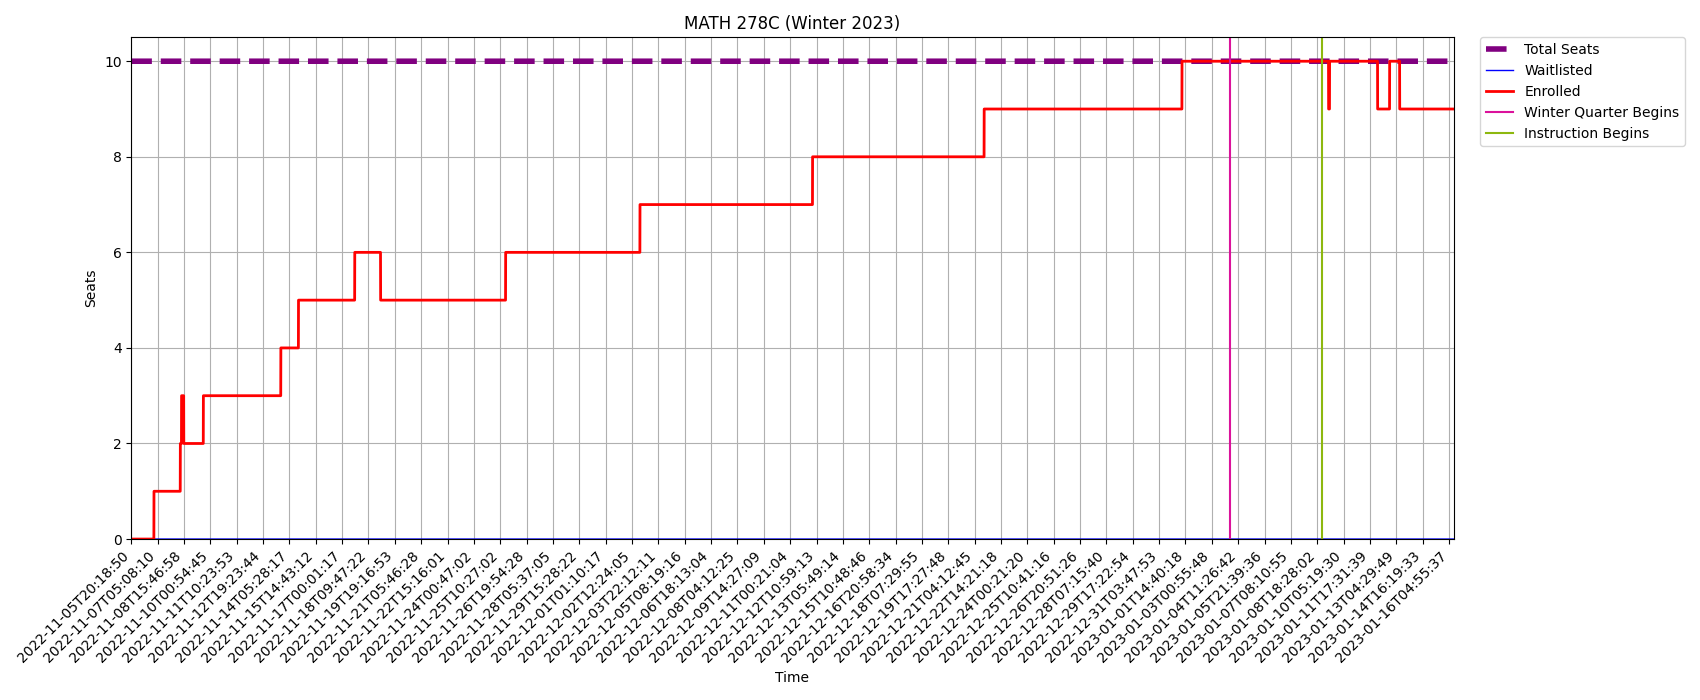 MATH 278C (Winter 2023)
Total Seats
Waitlisted
Enrolled
Winter Quarter Begins
Instruction Begins
Seats
10
8
6
4
2
0
2022-11-05T20:18:50
2022-11-07T05:08:10
2022-11-08T15:46:58
2022-11-10T00:54:45
2022-11-11T10:23:53
2022-11-12T19:23:44
2022-11-14T05:28:17
2022-11-15T14:43:12
2022-11-17T00:01:17
2022-11-18T09:47:22
2022-11-19T19:16:53
2022-11-21T05:46:28
2022-11-22T15:16:01
2022-11-24T00:47:02
2022-11-25T10:27:02
2022-11-26T19:54:28
2022-11-28T05:37:05
2022-11-29T15:28:22
2022-12-01T01:10:17
2022-12-02T12:24:05
2022-12-03T22:12:11
2022-12-05T08:19:16
2022-12-06T18:13:04
2022-12-08T04:12:25
2022-12-09T14:27:09
2022-12-11T00:21:04
2022-12-12T10:59:13
2022-12-13T05:49:14
2022-12-15T10:48:46
2022-12-16T20:58:34
2022-12-18T07:29:55
2022-12-19T17:27:48
2022-12-21T04:12:45
2022-12-22T14:21:18
2022-12-24T00:21:20
2022-12-25T10:41:16
2022-12-26T20:51:26
2022-12-28T07:15:40
2022-12-29T17:22:54
2022-12-31T03:47:53
2023-01-01T14:40:18
2023-01-03T00:55:48
2023-01-04T11:26:42
2023-01-05T21:39:36
2023-01-07T08:10:55
2023-01-08T18:28:02
2023-01-10T05:19:30
2023-01-11T17:31:39
2023-01-13T04:29:49
2023-01-14T16:19:33
2023-01-16T04:55:37
Time